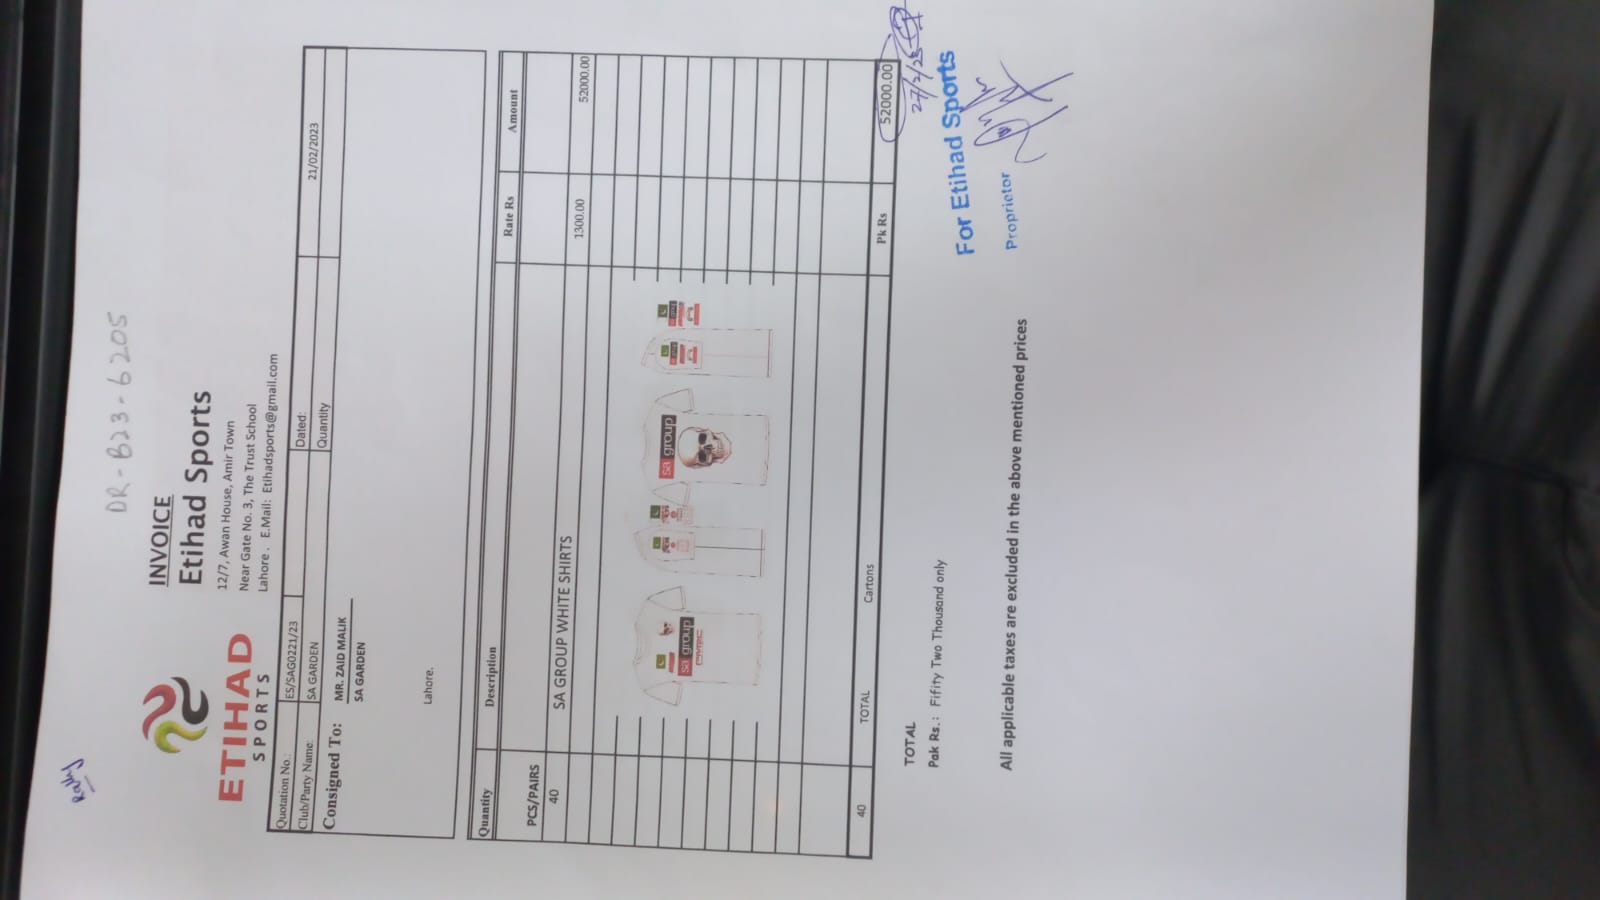 Rally
DR-B23-6205
INVOICE
ETIHAD
SPORTS
Etihad Sports
12/7, Awan House, Amir Town
Near Gate No. 3, The Trust School
Lahore . E.Mail: Etihadsports@gmail.com
Quotation No.: ES/SAG0221/23 Dated: 21/02/2023
Club/Party Name: SA GARDEN Quantity
Consigned To: MR. ZAID MALIK
SA GARDEN
Lahore.
Quantity Description Rate Rs Amount
PCS/PAIRS
40 SA GROUP WHITE SHIRTS 1300.00 52000.00
sa group
sa group
40 TOTAL Cartons Pk Rs 52000.00
27/2/23
TOTAL
Pak Rs.: Fifity Two Thousand only
For Etihad Sports
Proprietor
All applicable taxes are excluded in the above mentioned prices